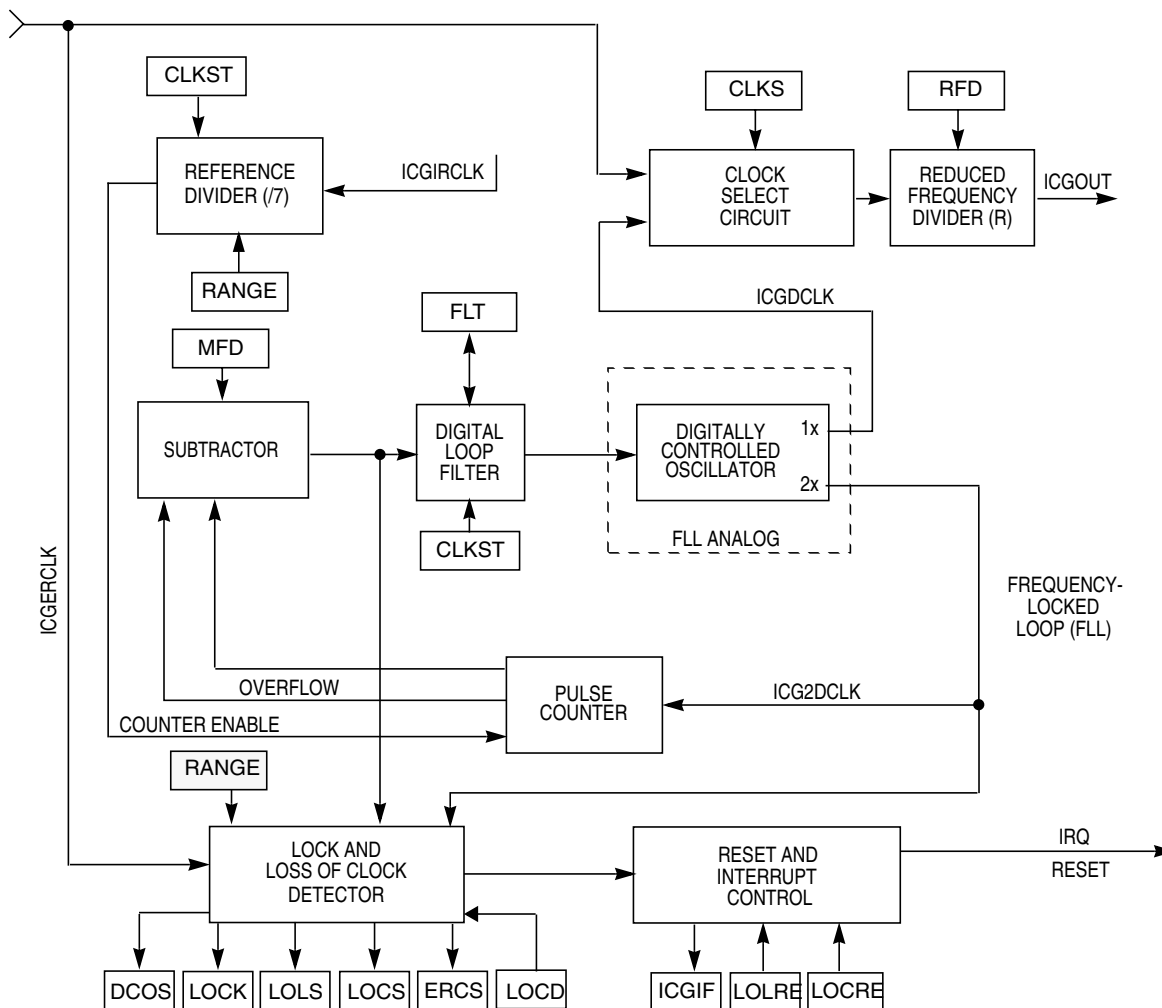 CLKST
CLKS
RFD
REFERENCE
DIVIDER (/7)
ICGIRCLK
CLOCK
SELECT
CIRCUIT
REDUCED
FREQUENCY
DIVIDER (R)
ICGOUT
RANGE
ICGDCLK
FLT
MFD
SUBTRACTOR
DIGITAL
LOOP
FILTER
DIGITALLY
CONTROLLED
OSCILLATOR
1x
2x
FLL ANALOG
CLKST
ICGERCLK
FREQUENCY-
LOCKED
LOOP (FLL)
OVERFLOW
PULSE
COUNTER
ICG2DCLK
COUNTER ENABLE
RANGE
LOCK AND
LOSS OF CLOCK
DETECTOR
RESET AND
INTERRUPT
CONTROL
IRQ
RESET
DCOS
LOCK
LOLS
LOCS
ERCS
LOCD
ICGIF
LOLRE
LOCRE